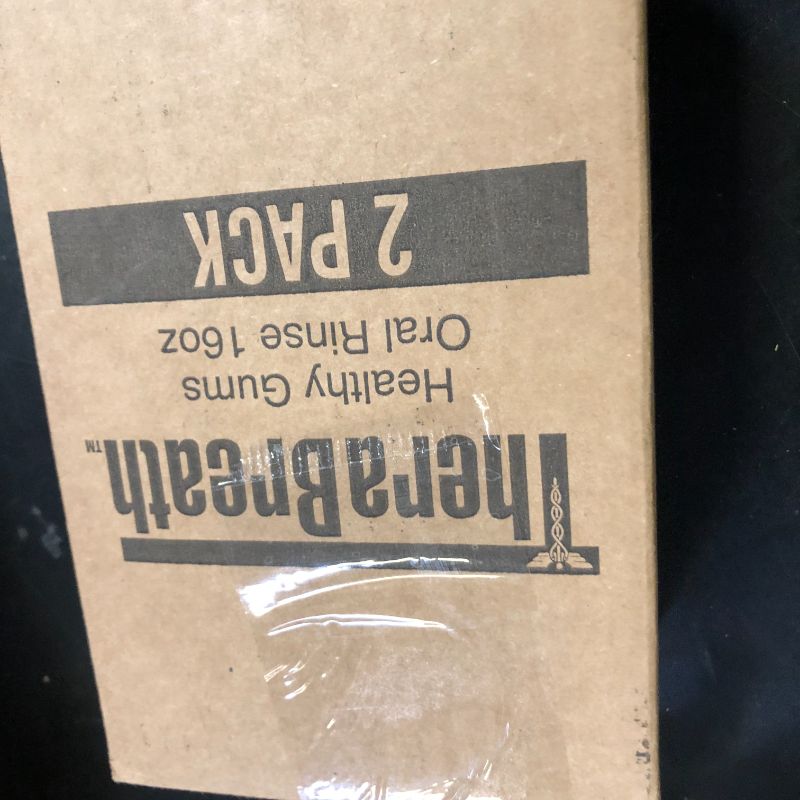 TheraBreath™
Healthy Gums
Oral Rinse 16oz
2 PACK